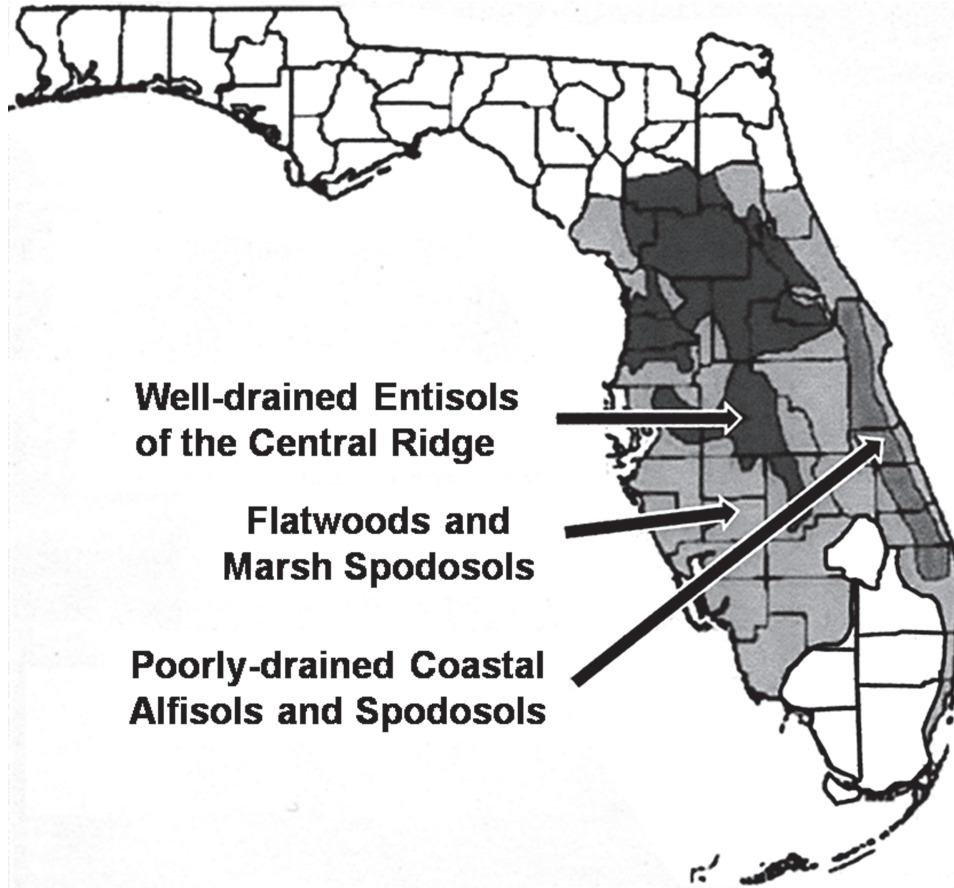 Well-drained Entisols
of the Central Ridge
Flatwoods and
Marsh Spodosols
Poorly-drained Coastal
Alfisols and Spodosols